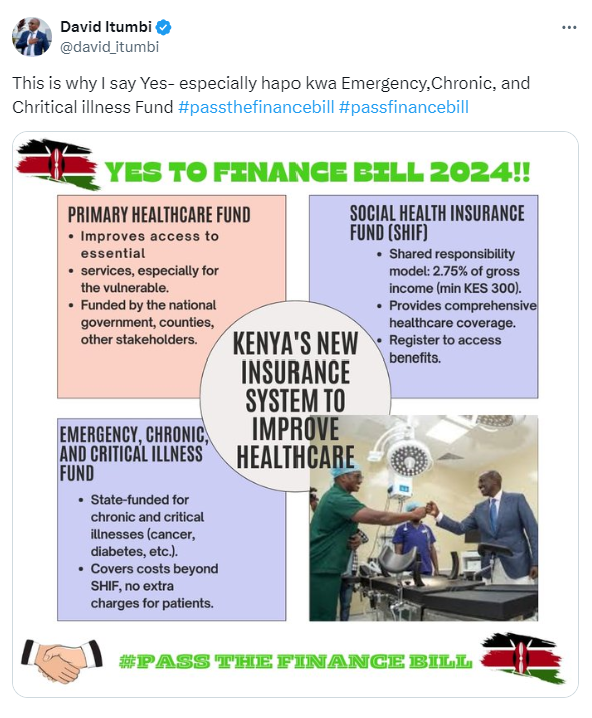 David Itumbi
@david_itumbi
This is why I say Yes- especially hapo kwa Emergency,Chronic, and
Chritical illness Fund #passthefinancebill #passfinancebill
YES TO FINANCE BILL 2024!!
PRIMARY HEALTHCARE FUND
• Improves access to
essential
• services, especially for
the vulnerable.
• Funded by the national
government, counties,
other stakeholders.
SOCIAL HEALTH INSURANCE
FUND (SHIF)
• Shared responsibility
model: 2.75% of gross
income (min KES 300).
• Provides comprehensive
healthcare coverage.
• Register to access
benefits.
KENYA'S NEW
INSURANCE
SYSTEM TO
IMPROVE
HEALTHCARE
EMERGENCY, CHRONIC,
AND CRITICAL ILLNESS
FUND
• State-funded for
chronic and critical
illnesses (cancer,
diabetes, etc.).
• Covers costs beyond
SHIF, no extra
charges for patients.
#PASS THE FINANCE BILL